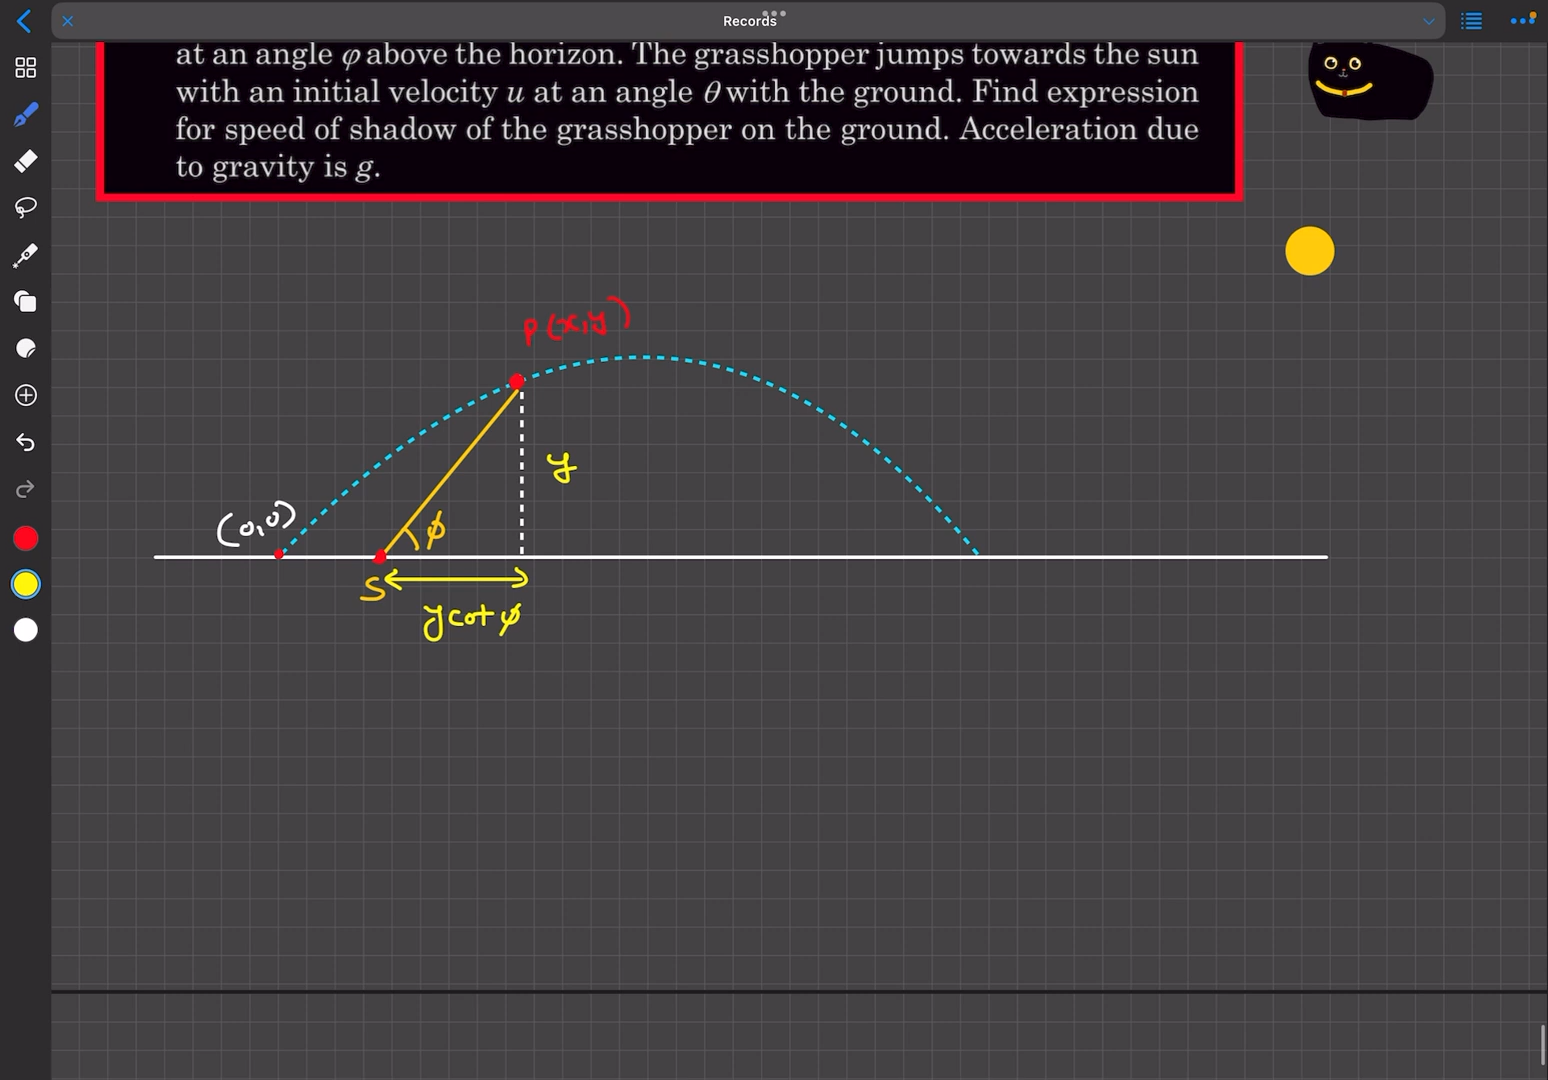 Records
at an angle φ above the horizon. The grasshopper jumps towards the sun
with an initial velocity u at an angle θ with the ground. Find expression
for speed of shadow of the grasshopper on the ground. Acceleration due
to gravity is g.
P(x,y)
y
(0,0)
ϕ
S
y cot ϕ